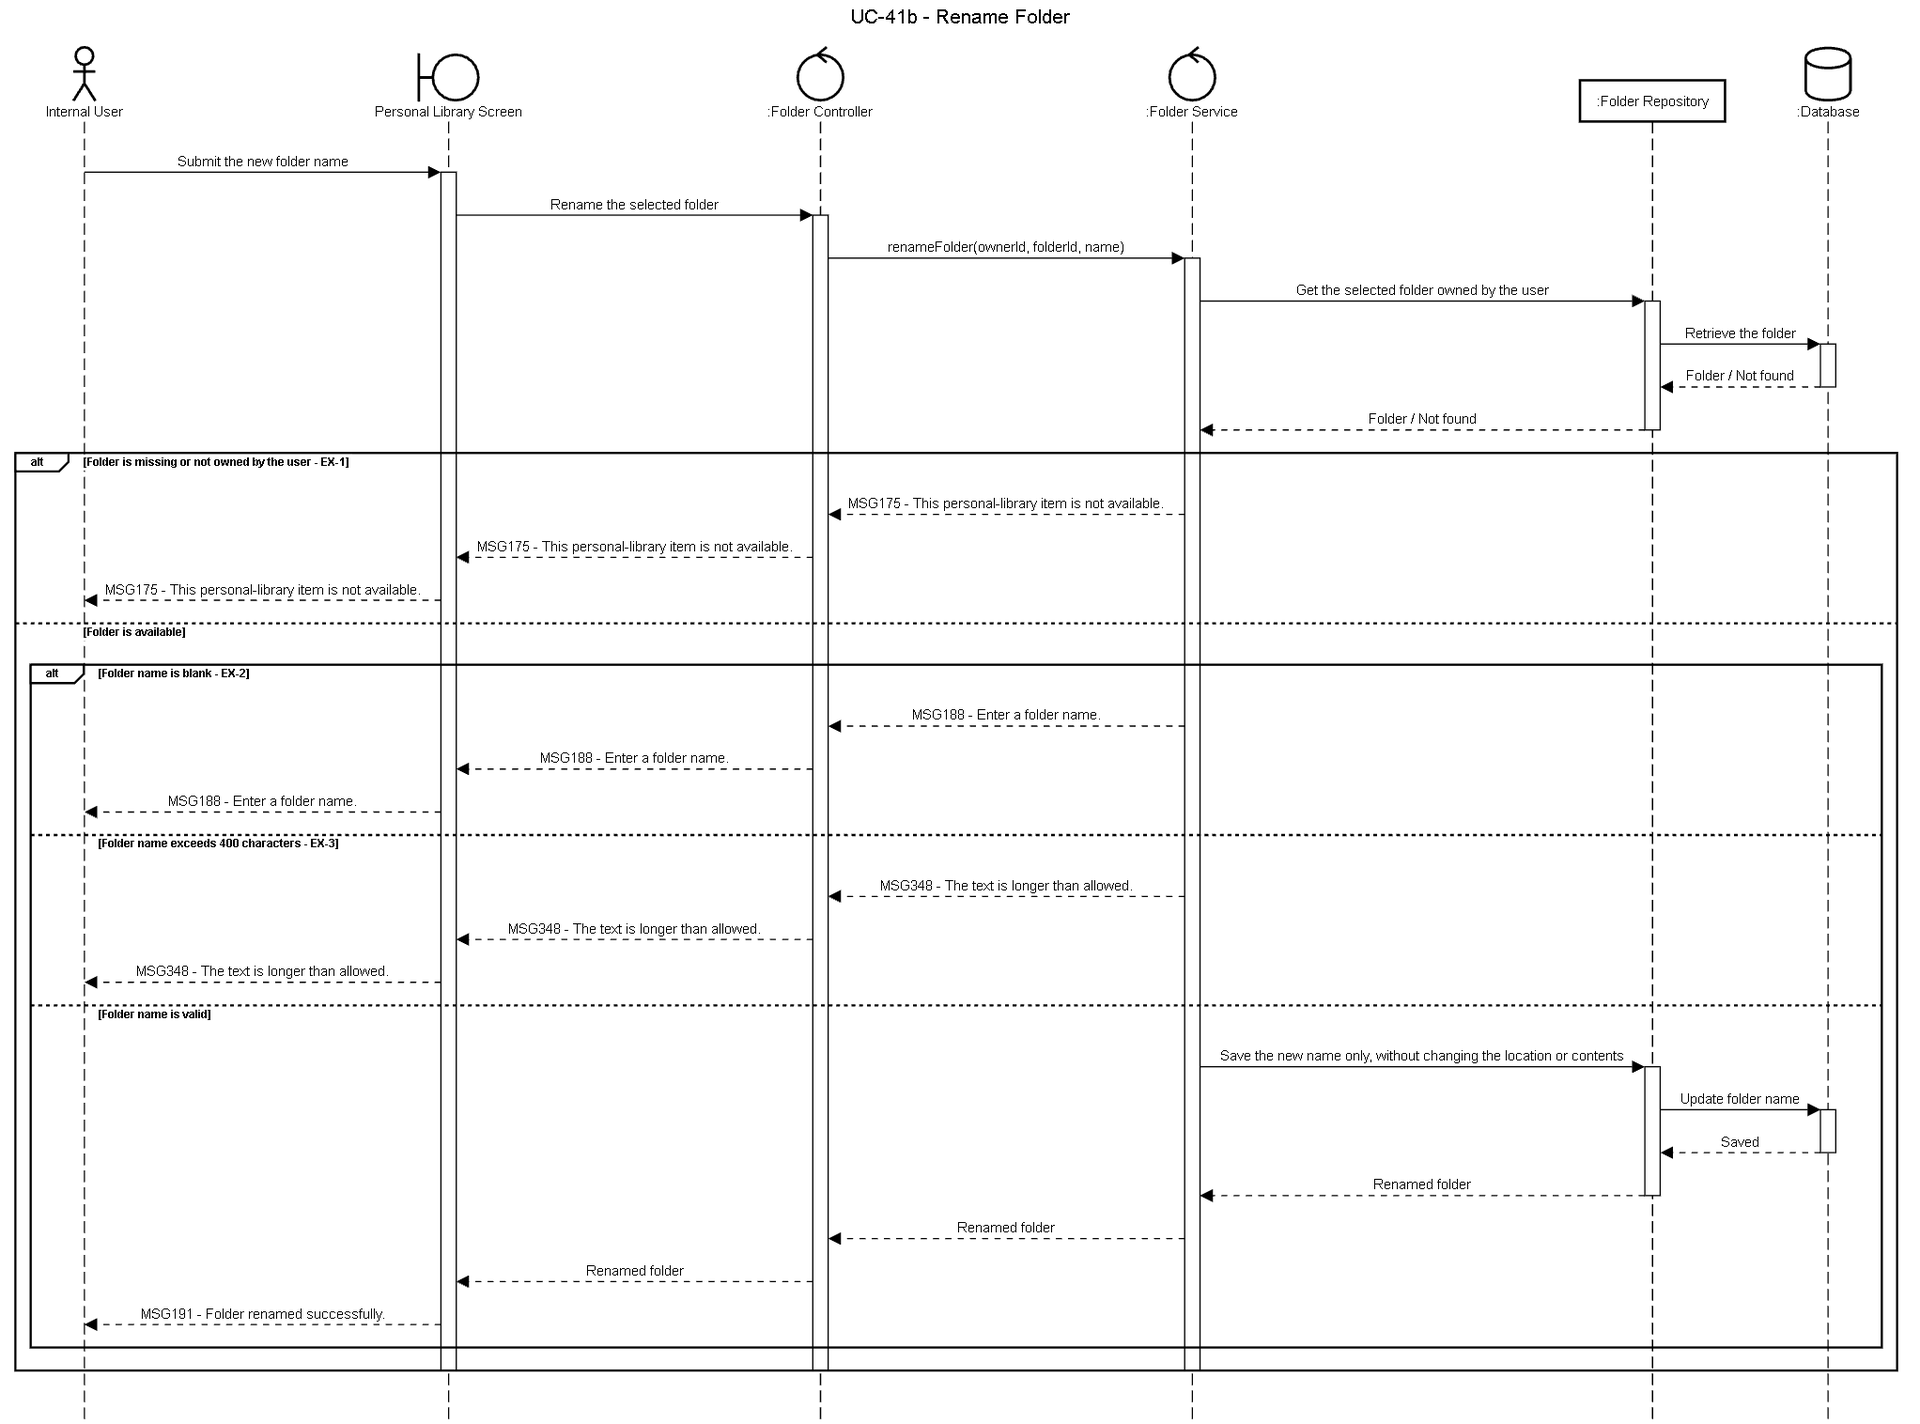 UC-41b - Rename Folder
Internal User
Personal Library Screen
:Folder Controller
:Folder Service
:Folder Repository
:Database
Submit the new folder name
Rename the selected folder
renameFolder(ownerId, folderId, name)
Get the selected folder owned by the user
Retrieve the folder
Folder / Not found
Folder / Not found
alt
[Folder is missing or not owned by the user - EX-1]
MSG175 - This personal-library item is not available.
MSG175 - This personal-library item is not available.
MSG175 - This personal-library item is not available.
[Folder is available]
alt
[Folder name is blank - EX-2]
MSG188 - Enter a folder name.
MSG188 - Enter a folder name.
MSG188 - Enter a folder name.
[Folder name exceeds 400 characters - EX-3]
MSG348 - The text is longer than allowed.
MSG348 - The text is longer than allowed.
MSG348 - The text is longer than allowed.
[Folder name is valid]
Save the new name only, without changing the location or contents
Update folder name
Saved
Renamed folder
Renamed folder
Renamed folder
MSG191 - Folder renamed successfully.